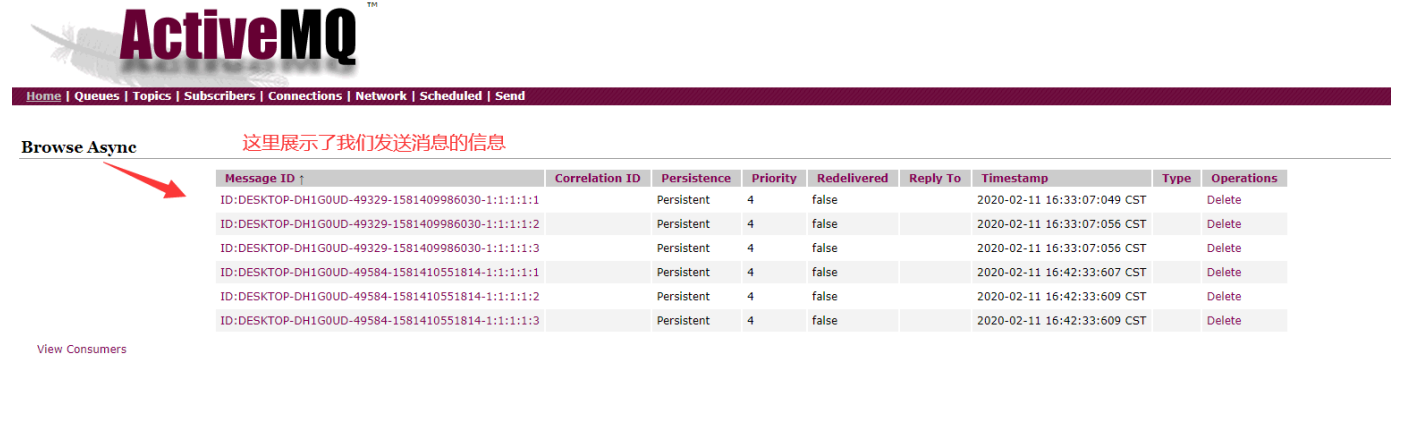 ActiveMQ™
Home | Queues | Topics | Subscribers | Connections | Network | Scheduled | Send
Browse Async
这里展示了我们发送消息的信息
Message ID ↑ Correlation ID Persistence Priority Redelivered Reply To Timestamp Type Operations
ID:DESKTOP-DH1G0UD-49329-1581409986030-1:1:1:1:1 Persistent 4 false 2020-02-11 16:33:07:049 CST Delete
ID:DESKTOP-DH1G0UD-49329-1581409986030-1:1:1:1:2 Persistent 4 false 2020-02-11 16:33:07:056 CST Delete
ID:DESKTOP-DH1G0UD-49329-1581409986030-1:1:1:1:3 Persistent 4 false 2020-02-11 16:33:07:056 CST Delete
ID:DESKTOP-DH1G0UD-49584-1581410551814-1:1:1:1:1 Persistent 4 false 2020-02-11 16:42:33:607 CST Delete
ID:DESKTOP-DH1G0UD-49584-1581410551814-1:1:1:1:2 Persistent 4 false 2020-02-11 16:42:33:609 CST Delete
ID:DESKTOP-DH1G0UD-49584-1581410551814-1:1:1:1:3 Persistent 4 false 2020-02-11 16:42:33:609 CST Delete
View Consumers